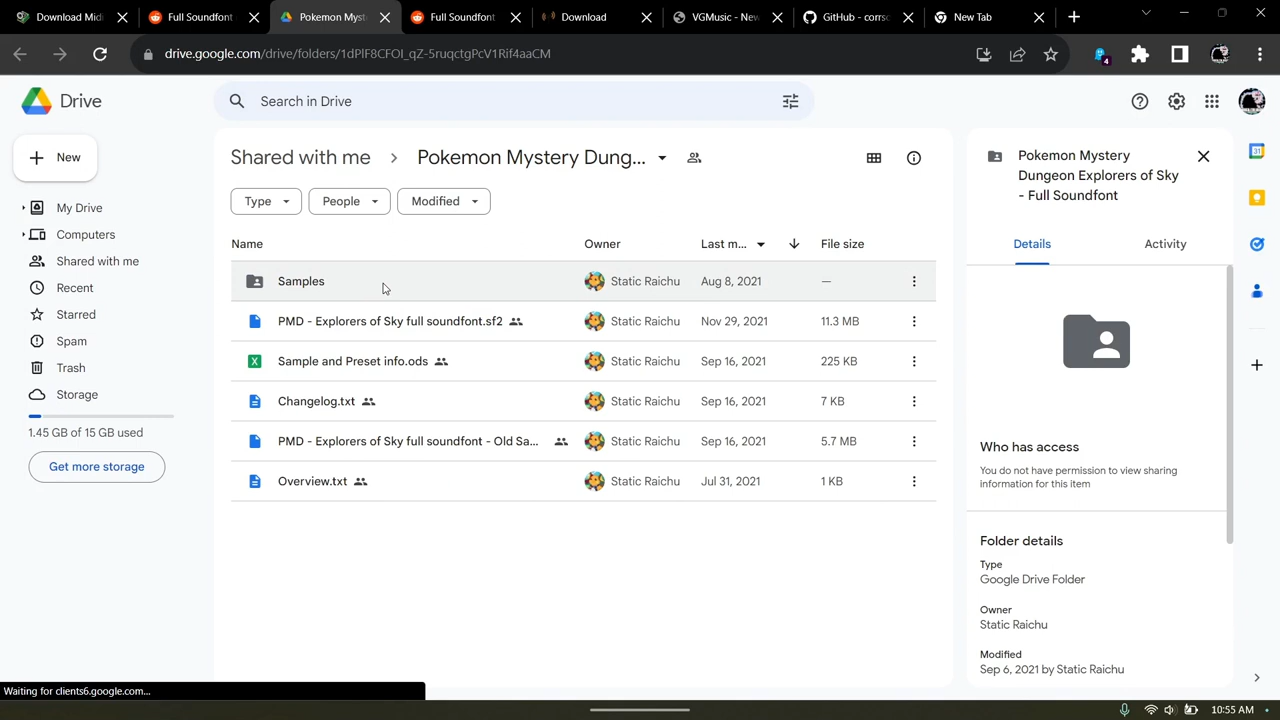 Download Midi
Full Soundfont
Pokemon Myst
Full Soundfont
Download
VGMusic - New
GitHub - corrsc
New Tab
drive.google.com/drive/folders/1dPlF8CFOI_qZ-5ruqctgPcV1Rif4aaCM
4
Drive
Search in Drive
New
My Drive
Computers
Shared with me
Recent
Starred
Spam
Trash
Storage
1.45 GB of 15 GB used
Get more storage
Shared with me > Pokemon Mystery Dung...
Type People Modified
Name Owner Last m... File size
Samples Static Raichu Aug 8, 2021 —
PMD - Explorers of Sky full soundfont.sf2 Static Raichu Nov 29, 2021 11.3 MB
X Sample and Preset info.ods Static Raichu Sep 16, 2021 225 KB
Changelog.txt Static Raichu Sep 16, 2021 7 KB
PMD - Explorers of Sky full soundfont - Old Sa... Static Raichu Sep 16, 2021 5.7 MB
Overview.txt Static Raichu Jul 31, 2021 1 KB
Pokemon Mystery
Dungeon Explorers of Sky
- Full Soundfont
Details Activity
Who has access
You do not have permission to view sharing
information for this item
Folder details
Type
Google Drive Folder
Owner
Static Raichu
Modified
Sep 6, 2021 by Static Raichu
31
Waiting for clients6.google.com...
10:55 AM